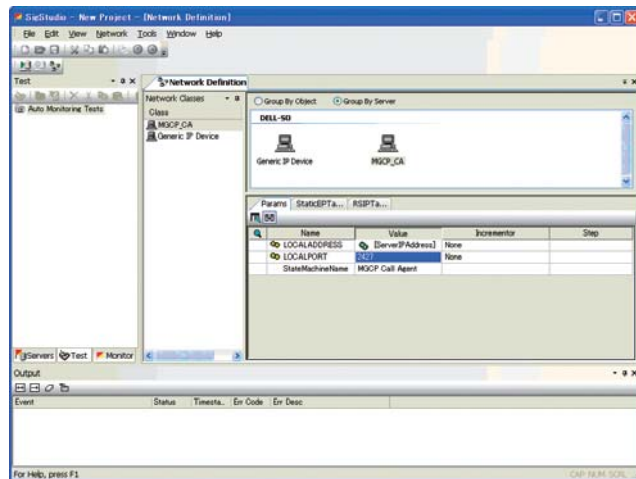 SigStudio - New Project - [Network Definition]
File Edit View Network Tools Window Help
Test
Network Definition
Auto Monitoring Tests
Network Classes
Class
MGCP_CA
Generic IP Device
Group By Object Group By Server
DELL-SO
Generic IP Device MGCP_CA
Params StaticEPTa... RSIPTa...
Name Value Incrementor Step
LOCALADDRESS [ServerIPAddress] None
LOCALPORT 2427 None
StateMachineName MGCP Call Agent
Servers Test Monitor
Output
Event Status Timesta... Err Code Err Desc
For Help, press F1
CAP NUM SCRL